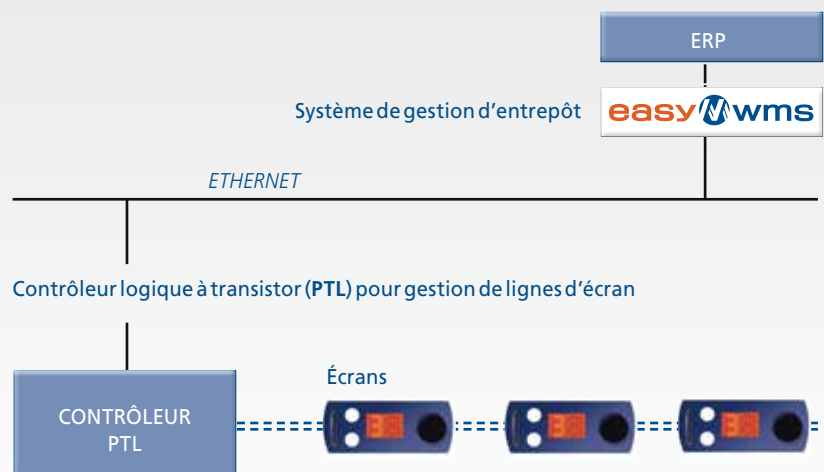 ERP
Système de gestion d'entrepôt
easy wms
ETHERNET
Contrôleur logique à transistor (PTL) pour gestion de lignes d'écran
Écrans
CONTRÔLEUR
PTL